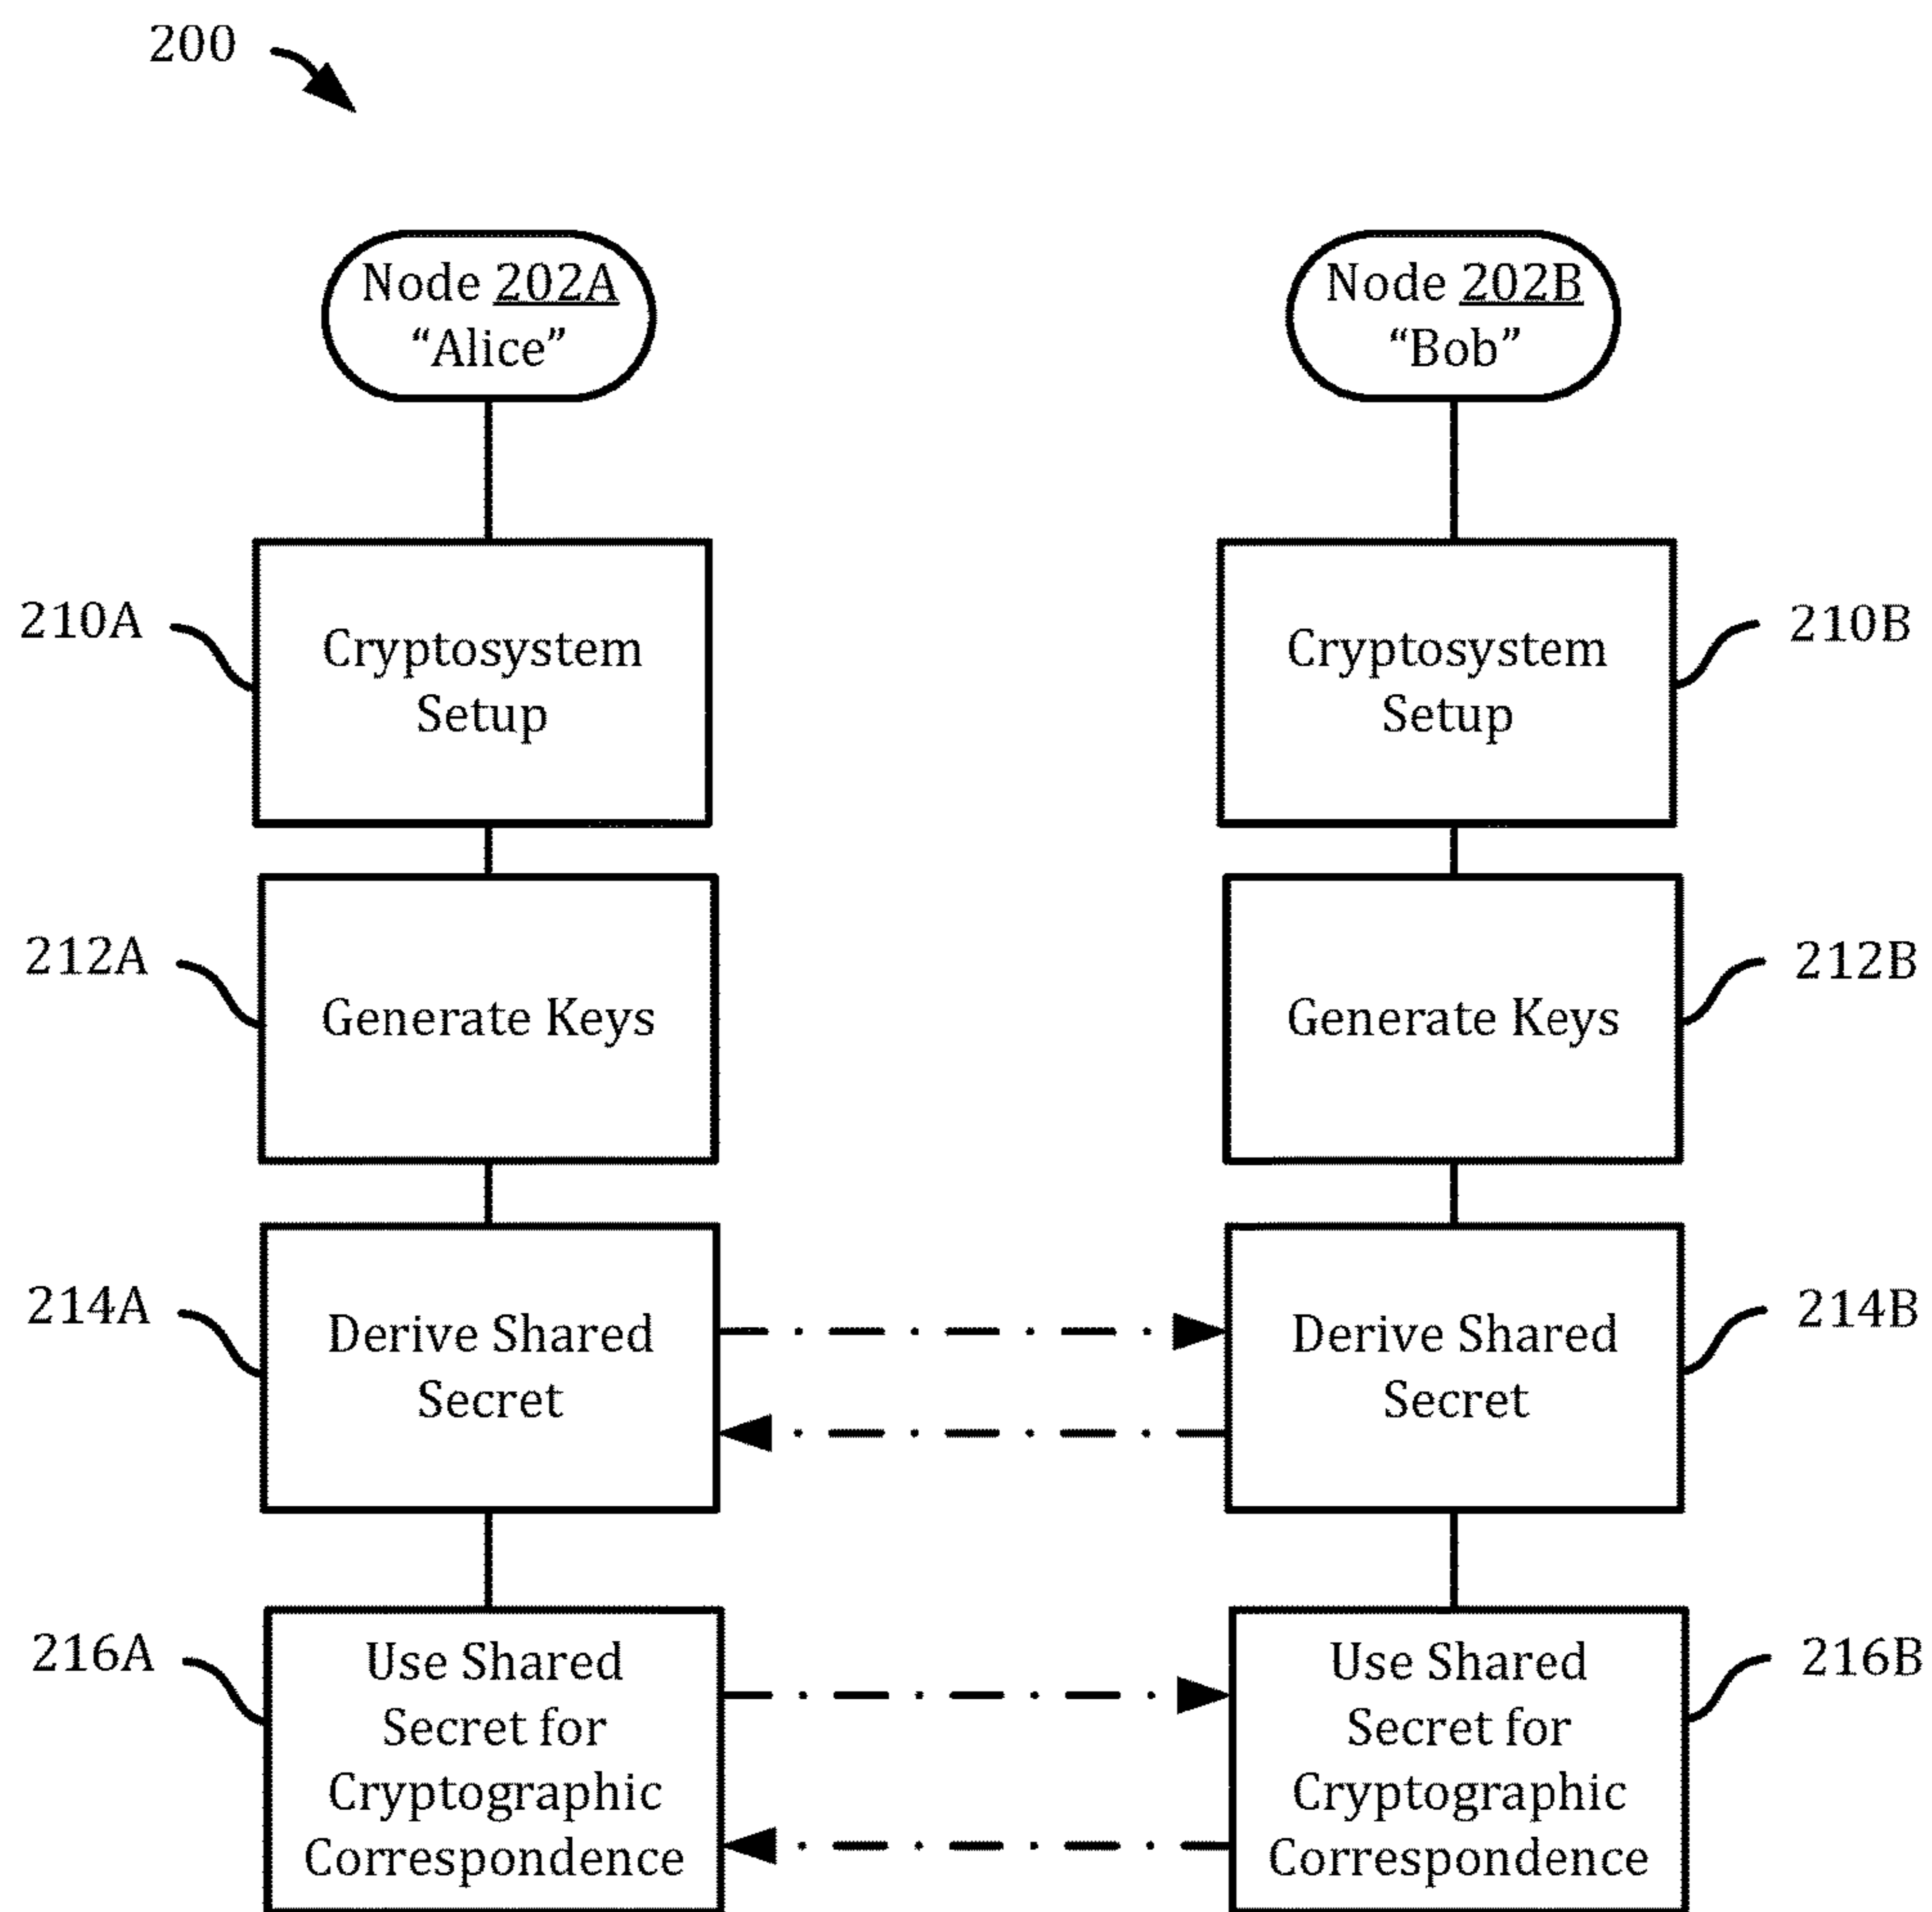 200
Node 202A
“Alice”
Node 202B
“Bob”
210A
Cryptosystem
Setup
Cryptosystem
Setup
210B
212A
Generate Keys
Generate Keys
212B
214A
Derive Shared
Secret
Derive Shared
Secret
214B
216A
Use Shared
Secret for
Cryptographic
Correspondence
Use Shared
Secret for
Cryptographic
Correspondence
216B